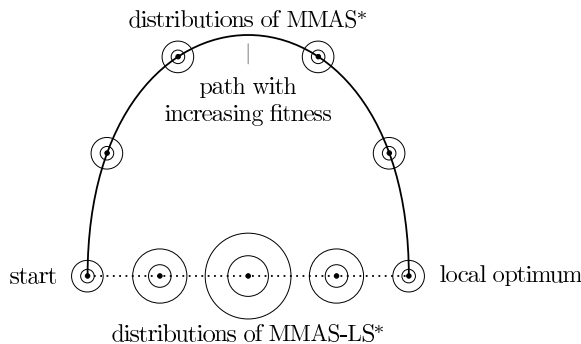 distributions of MMAS*
path with
increasing fitness
start
local optimum
distributions of MMAS-LS*